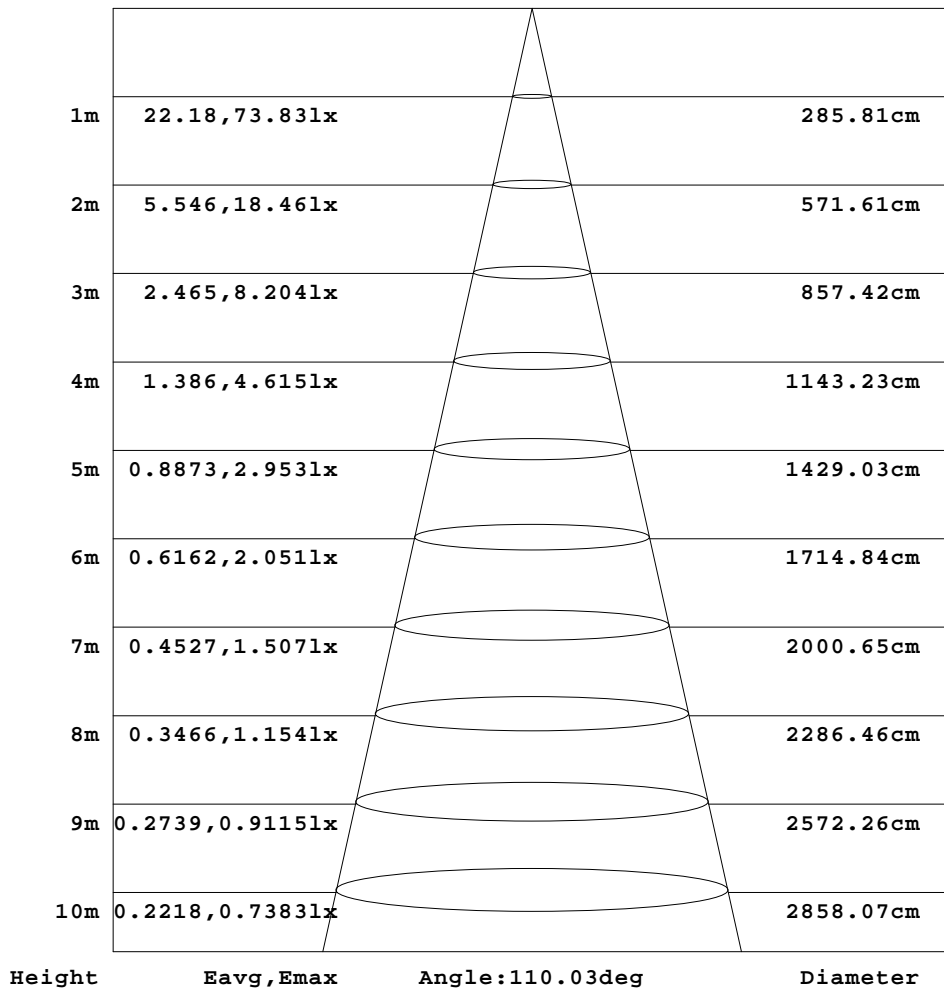 1m 22.18,73.83lx 285.81cm
2m 5.546,18.46lx 571.61cm
3m 2.465,8.204lx 857.42cm
4m 1.386,4.615lx 1143.23cm
5m 0.8873,2.953lx 1429.03cm
6m 0.6162,2.051lx 1714.84cm
7m 0.4527,1.507lx 2000.65cm
8m 0.3466,1.154lx 2286.46cm
9m 0.2739,0.9115lx 2572.26cm
10m 0.2218,0.7383lx 2858.07cm
Height Eavg,Emax Angle:110.03deg Diameter